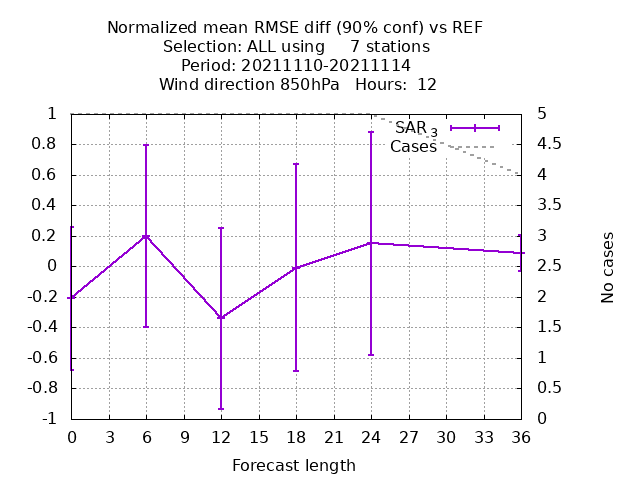 Normalized mean RMSE diff (90% conf) vs REF
Selection: ALL using     7 stations
Period: 20211110-20211114
Wind direction 850hPa   Hours:  12
1
0.8
0.6
0.4
0.2
0
-0.2
-0.4
-0.6
-0.8
-1
SAR 3
Cases
5
4.5
4
3.5
3
2.5
2
1.5
1
0.5
0
No cases
0 3 6 9 12 15 18 21 24 27 30 33 36
Forecast length